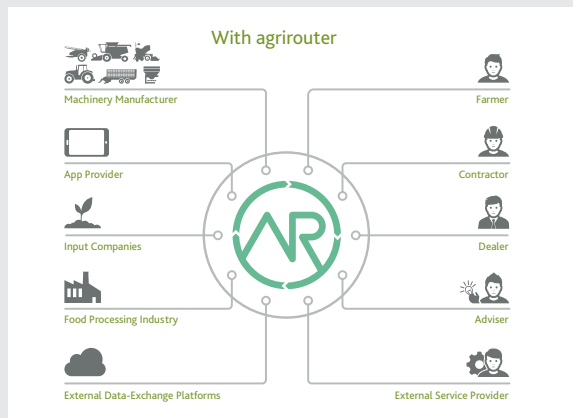 With agrirouter
Machinery Manufacturer
Farmer
App Provider
Contractor
AR
Input Companies
Dealer
Food Processing Industry
Adviser
External Data-Exchange Platforms
External Service Provider